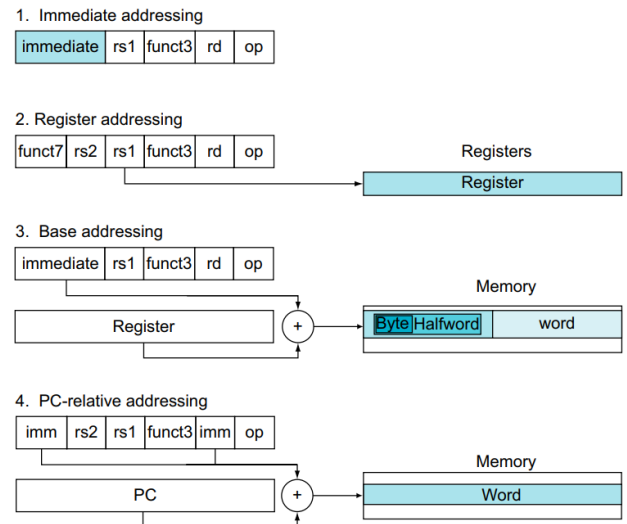 1. Immediate addressing
immediate rs1 funct3 rd op
2. Register addressing
funct7 rs2 rs1 funct3 rd op
Registers
Register
3. Base addressing
immediate rs1 funct3 rd op
Memory
Register + Byte Halfword word
4. PC-relative addressing
imm rs2 rs1 funct3 imm op
Memory
PC + Word